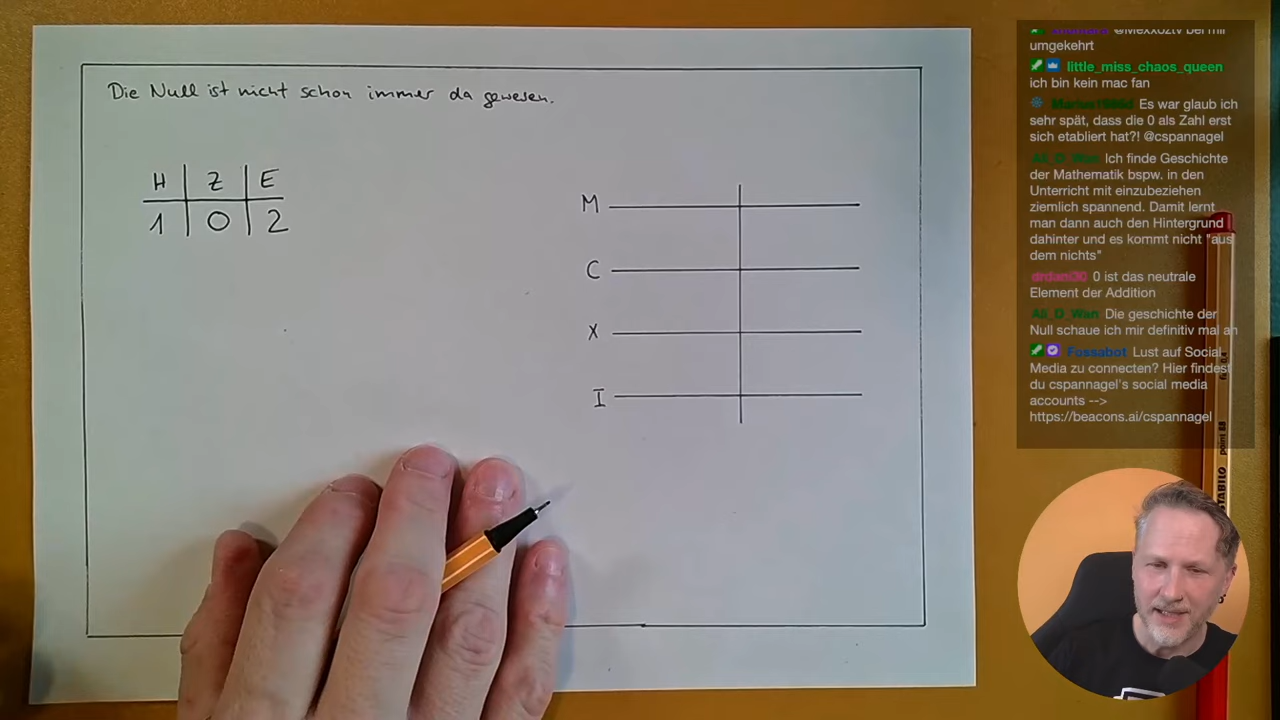 Die Null ist nicht schon immer da gewesen.
H Z E
1 0 2
M
C
X
I
@Mexxoztv bei mir
umgekehrt
little_miss_chaos_queen
ich bin kein mac fan
Es war glaub ich
sehr spät, dass die 0 als Zahl erst
sich etabliert hat?! @cspannagel
Ali_D_Wan Ich finde Geschichte
der Mathematik bspw. in den
Unterricht mit einzubeziehen
ziemlich spannend. Damit lernt
man dann auch den Hintergrund
dahinter und es kommt nicht "aus
dem nichts"
drdani30 0 ist das neutrale
Element der Addition
Ali_D_Wan Die geschichte der
Null schaue ich mir definitiv mal an
Fossabot Lust auf Social
Media zu connecten? Hier findest
du cspannagel's social media
accounts -->
https://beacons.ai/cspannagel
STABILO
point 88